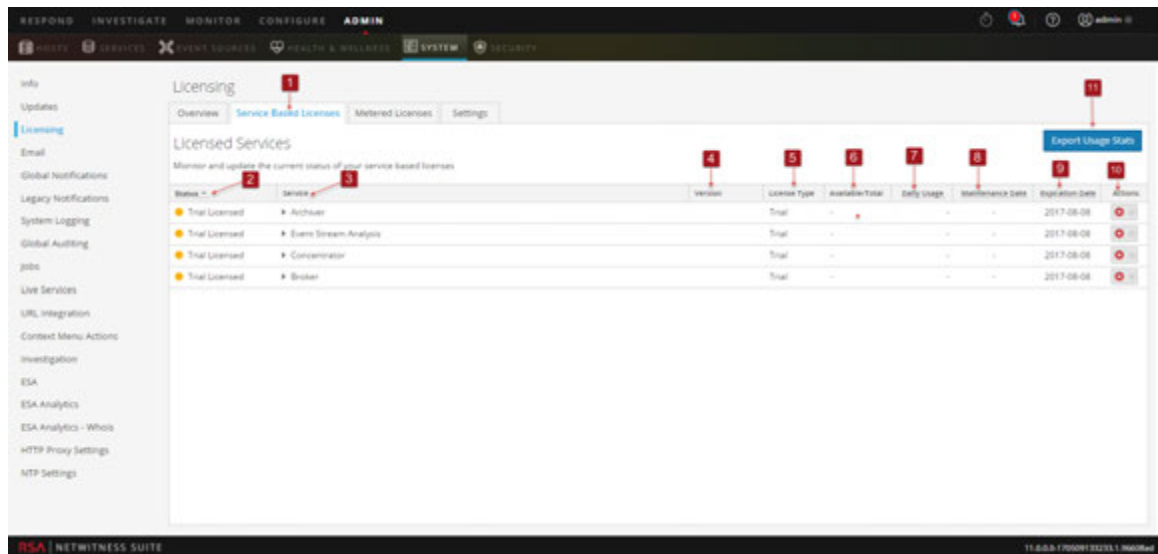 RESPOND INVESTIGATE MONITOR CONFIGURE ADMIN
1
admin
HOSTS SERVICES EVENT SOURCES HEALTH & WELLNESS SYSTEM SECURITY
Info
Updates
Licensing
Email
Global Notifications
Legacy Notifications
System Logging
Global Auditing
Jobs
Live Services
URL Integration
Context Menu Actions
Investigation
ESA
ESA Analytics
ESA Analytics - Whois
HTTP Proxy Settings
NTP Settings
Licensing
1
11
Overview Service Based Licenses Metered Licenses Settings
Licensed Services
Export Usage Stats
Monitor and update the current status of your service based licenses
2 3 4 5 6 7 8 9 10
Status Service Version License Type Available/Total Daily Usage Maintenance Date Expiration Date Actions
Trial Licensed Archiver Trial - - - 2017-08-08
Trial Licensed Event Stream Analysis Trial - - - 2017-08-08
Trial Licensed Concentrator Trial - - - 2017-08-08
Trial Licensed Broker Trial - - - 2017-08-08
RSA | NETWITNESS SUITE